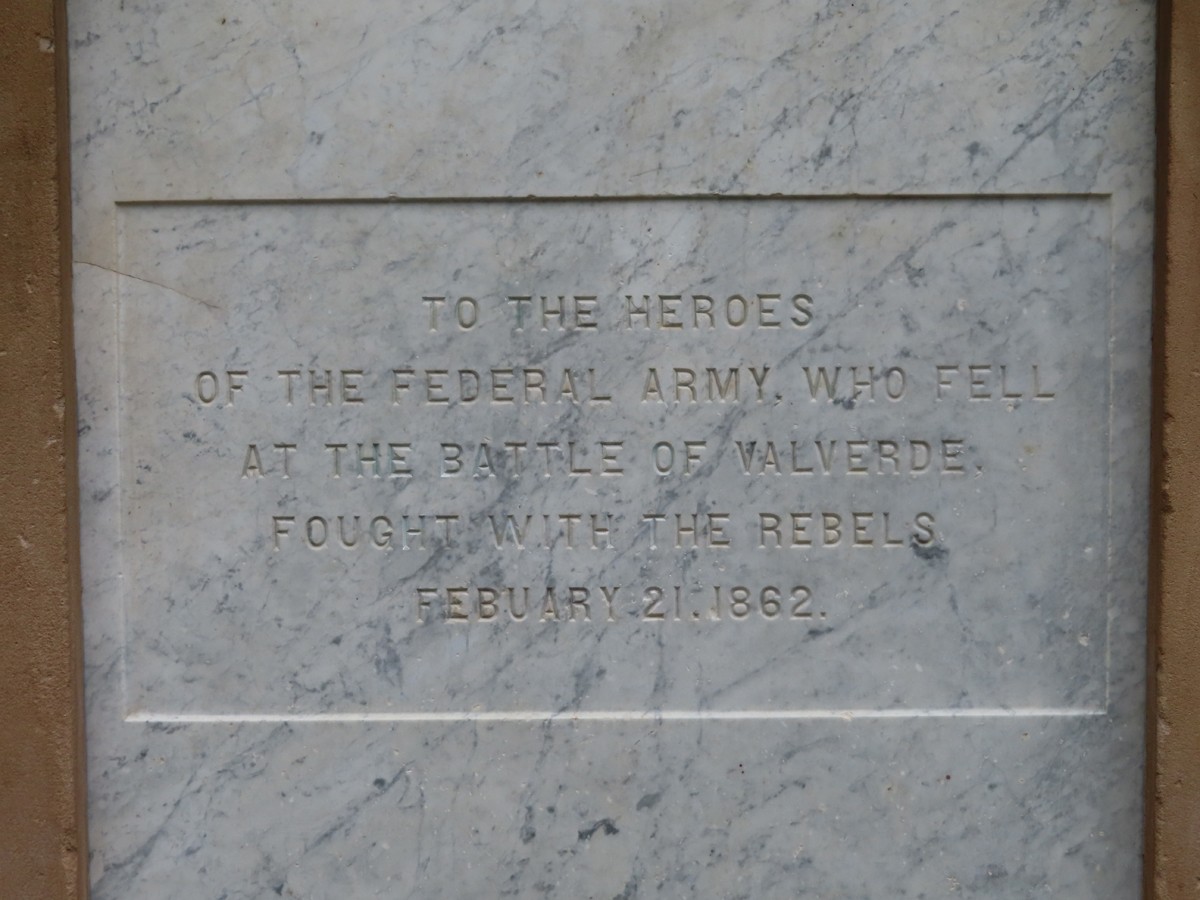 TO THE HEROES
OF THE FEDERAL ARMY, WHO FELL
AT THE BATTLE OF VALVERDE,
FOUGHT WITH THE REBELS
FEBUARY 21. 1862.